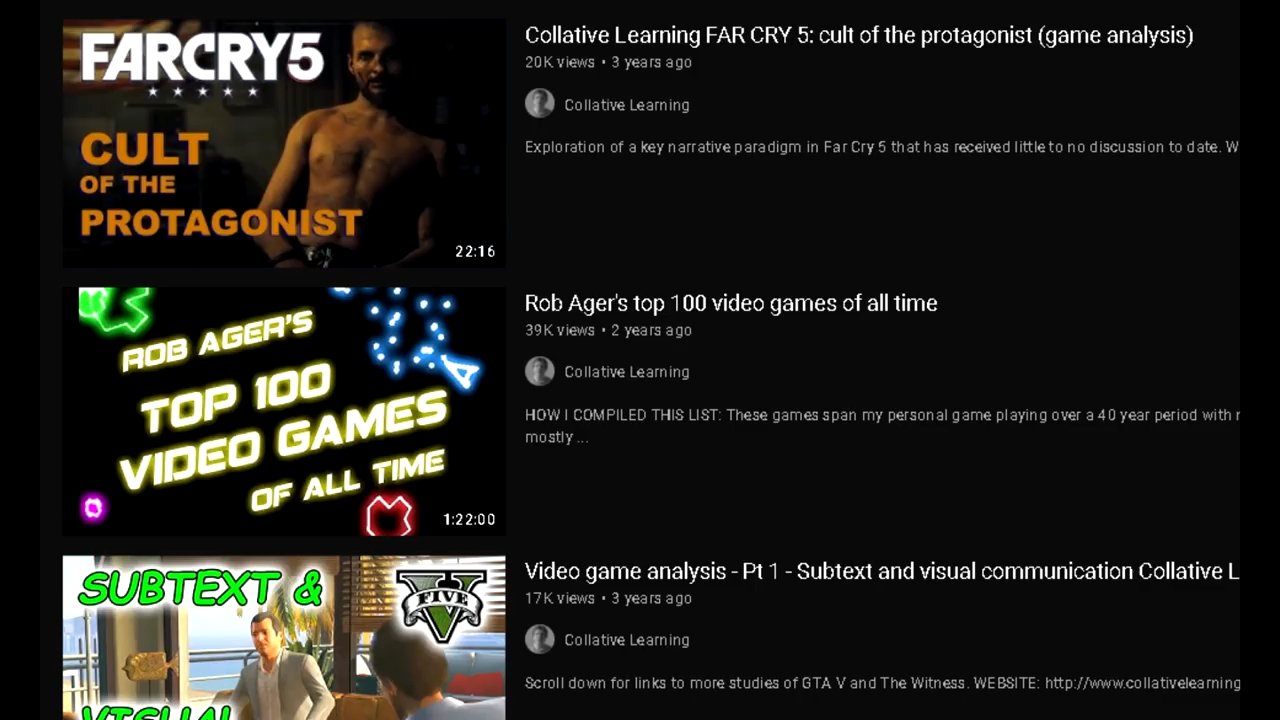 FARCRY5
CULT
OF THE
PROTAGONIST
22:16
Collative Learning FAR CRY 5: cult of the protagonist (game analysis)
20K views • 3 years ago
Collative Learning
Exploration of a key narrative paradigm in Far Cry 5 that has received little to no discussion to date. W
ROB AGER'S
TOP 100
VIDEO GAMES
OF ALL TIME
1:22:00
Rob Ager's top 100 video games of all time
39K views • 2 years ago
Collative Learning
HOW I COMPILED THIS LIST: These games span my personal game playing over a 40 year period with
mostly ...
SUBTEXT &
V
FIVE
VISUAL
Video game analysis - Pt 1 - Subtext and visual communication Collative L
17K views • 3 years ago
Collative Learning
Scroll down for links to more studies of GTA V and The Witness. WEBSITE: http://www.collativelearning